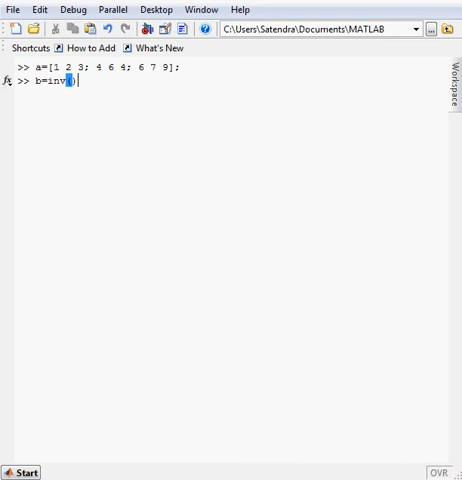 File Edit Debug Parallel Desktop Window Help
C:\Users\Satendra\Documents\MATLAB
Shortcuts How to Add What's New
>> a=[1 2 3; 4 6 4; 6 7 9];
fx >> b=inv()
Workspace
Start OVR